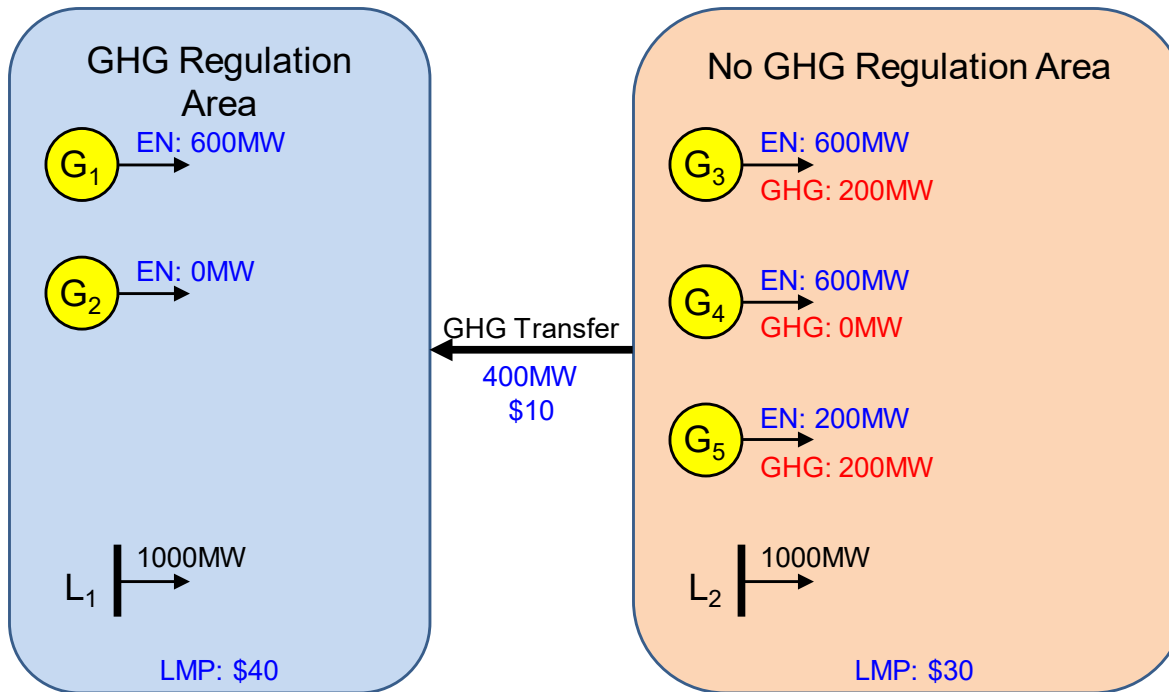 GHG Regulation
Area
G₁
EN: 600MW
G₂
EN: 0MW
L₁
1000MW
LMP: $40
GHG Transfer
400MW
$10
No GHG Regulation Area
G₃
EN: 600MW
GHG: 200MW
G₄
EN: 600MW
GHG: 0MW
G₅
EN: 200MW
GHG: 200MW
L₂
1000MW
LMP: $30